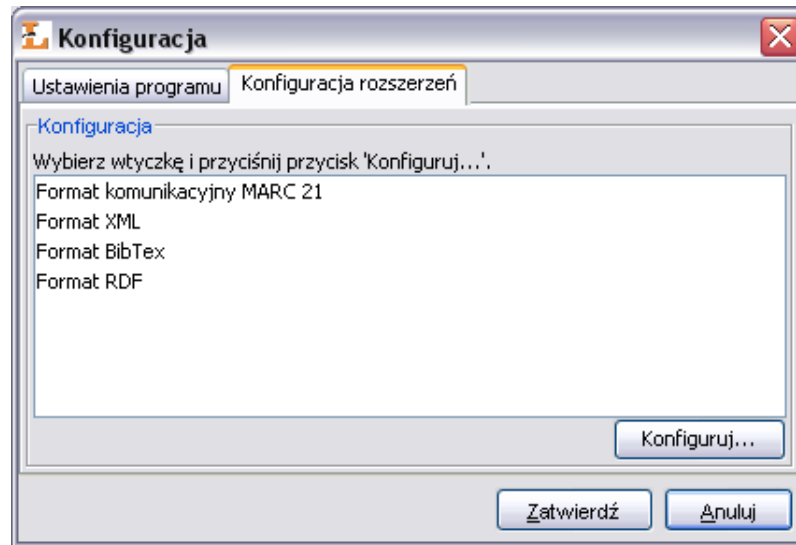 Konfiguracja
Ustawienia programu Konfiguracja rozszerzeń
Konfiguracja
Wybierz wtyczkę i przyciśnij przycisk 'Konfiguruj...'.
Format komunikacyjny MARC 21
Format XML
Format BibTex
Format RDF
Konfiguruj...
Zatwierdź Anuluj